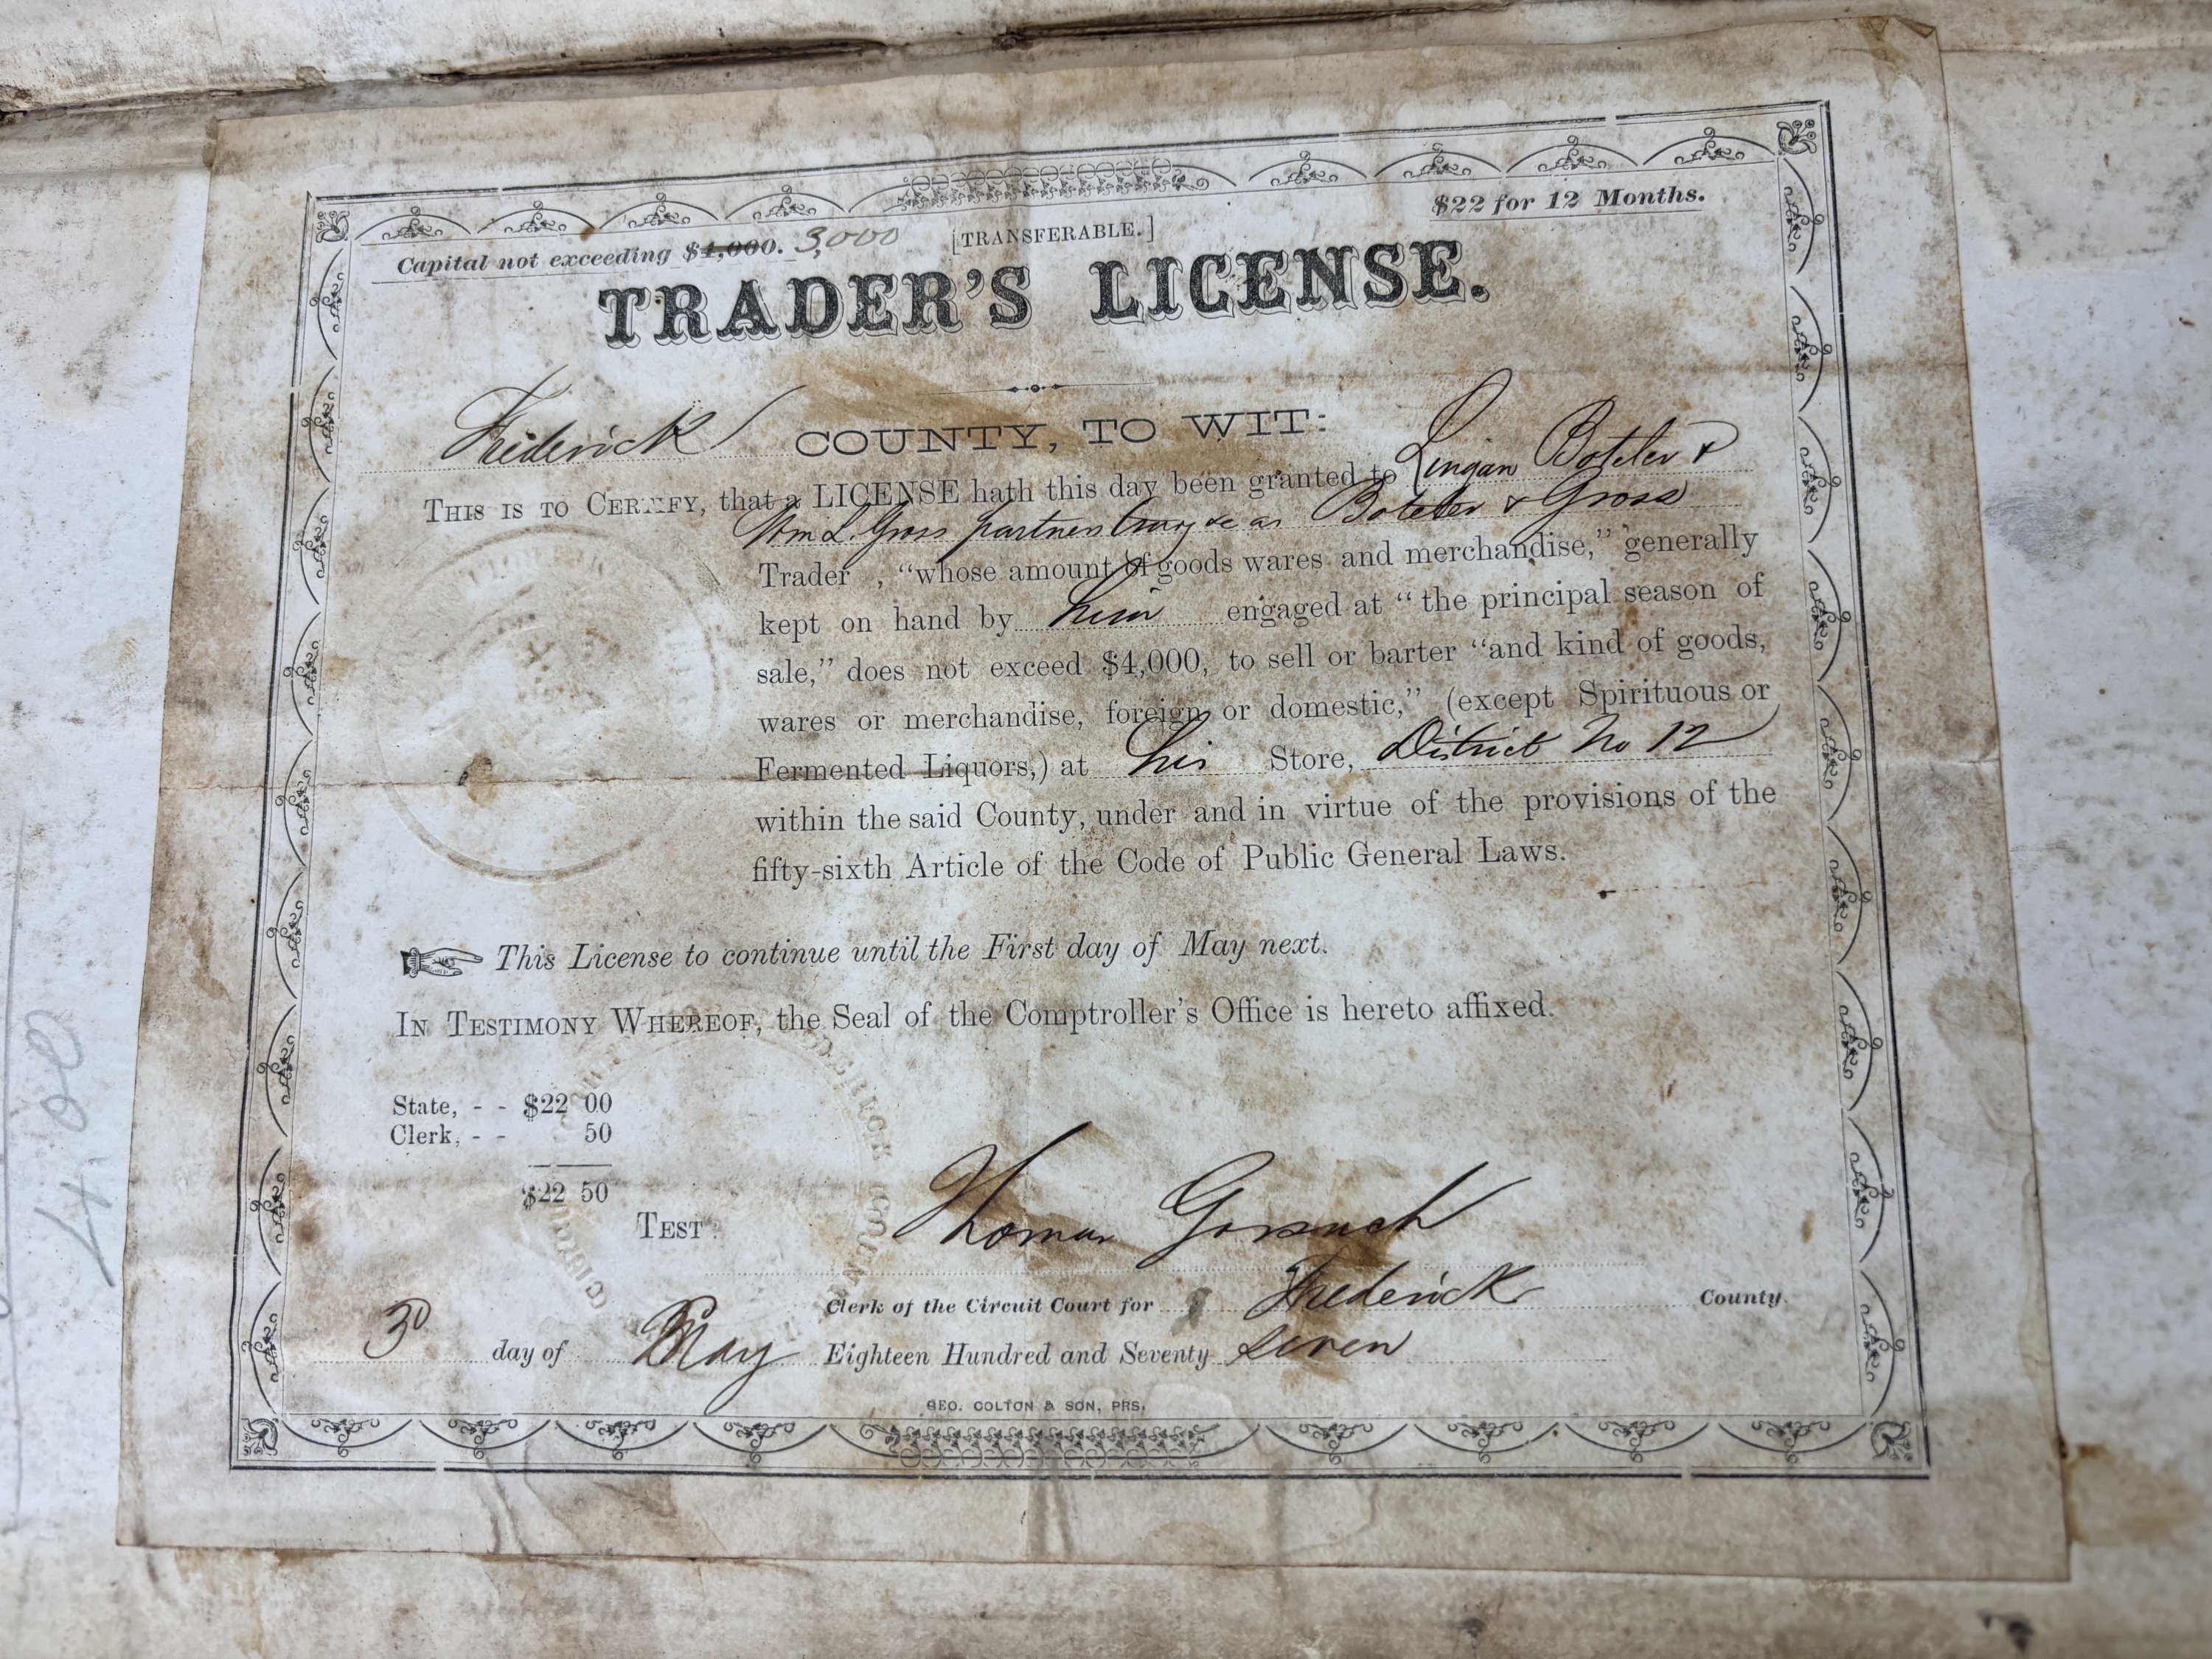 $22 for 12 Months.
Capital not exceeding $4,000. 3,000 [TRANSFERABLE.]
TRADER'S LICENSE.
Frederick COUNTY, TO WIT:
THIS IS TO CERTIFY, that a LICENSE hath this day been granted to Lingan Boteler &
Wm L. Gross partners &c as Boteler & Gross
Trader , "whose amount of goods wares and merchandise," generally
kept on hand by him engaged at "the principal season of
sale," does not exceed $4,000, to sell or barter "and kind of goods,
wares or merchandise, foreign or domestic," (except Spirituous or
Fermented Liquors,) at his Store, District No 12
within the said County, under and in virtue of the provisions of the
fifty-sixth Article of the Code of Public General Laws.
This License to continue until the First day of May next.
IN TESTIMONY WHEREOF, the Seal of the Comptroller's Office is hereto affixed.
State, - - $22 00
Clerk, - - 50
$22 50
TEST: Thomas Gorsuch
Clerk of the Circuit Court for Frederick County.
3d day of May Eighteen Hundred and Seventy seven
GEO. COLTON & SON, PRS.